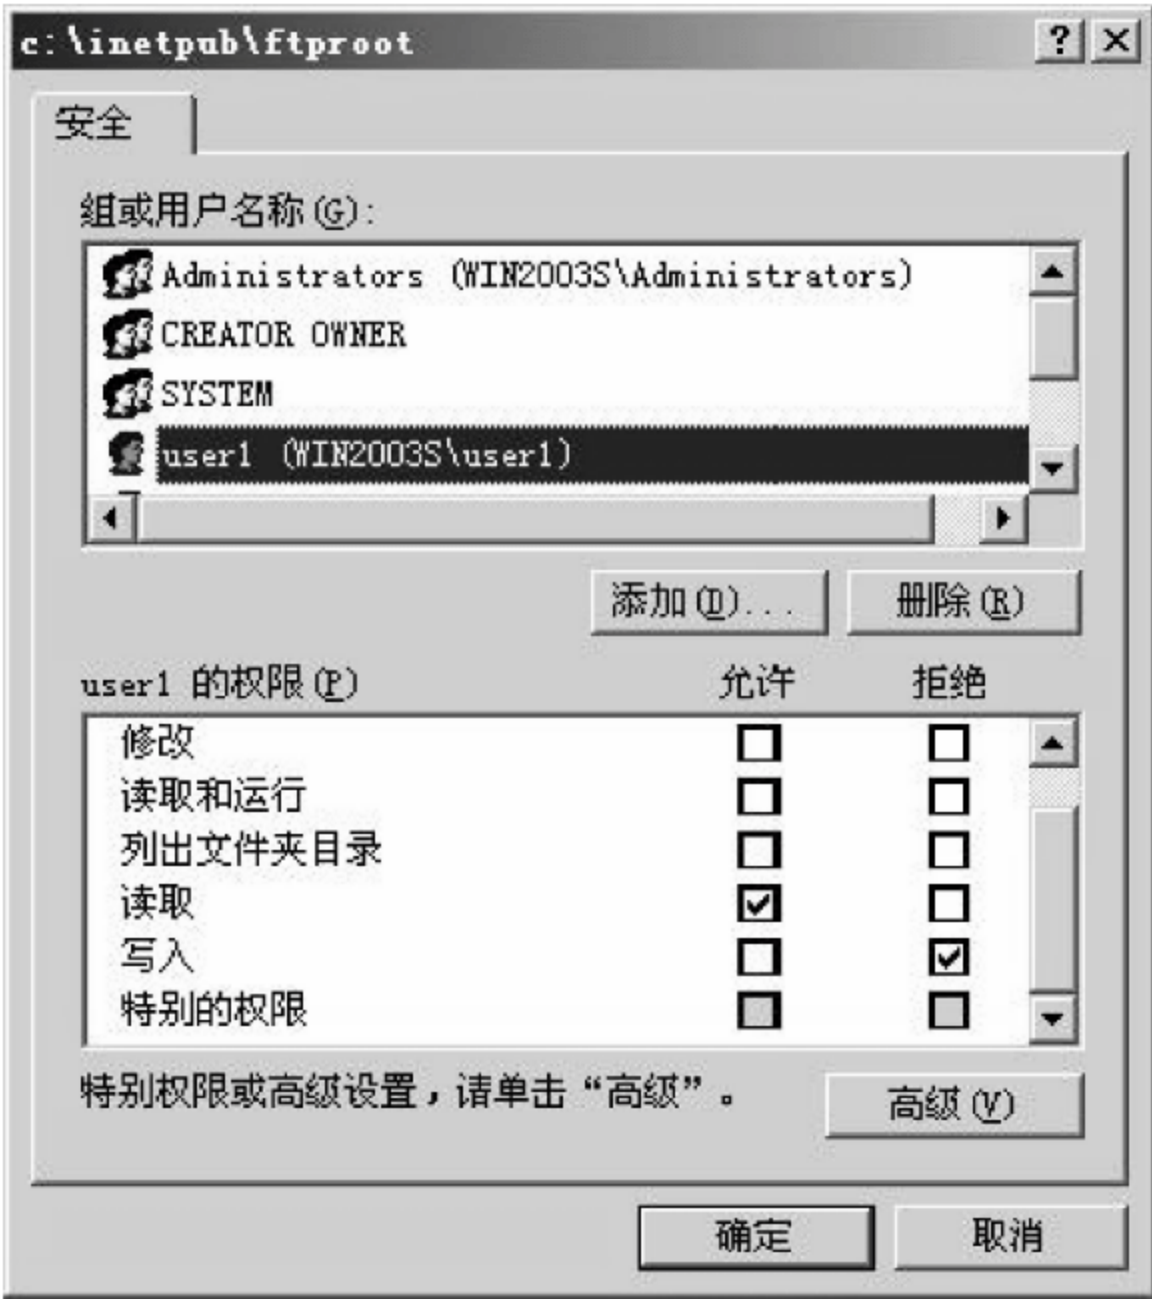 c:\inetpub\ftproot
安全
组或用户名称(G):
Administrators (WIN2003S\Administrators)
CREATOR OWNER
SYSTEM
user1 (WIN2003S\user1)
添加(D)... 删除(R)
user1 的权限(P) 允许 拒绝
修改
读取和运行
列出文件夹目录
读取
写入
特别的权限
特别权限或高级设置，请单击“高级”。 高级(V)
确定 取消